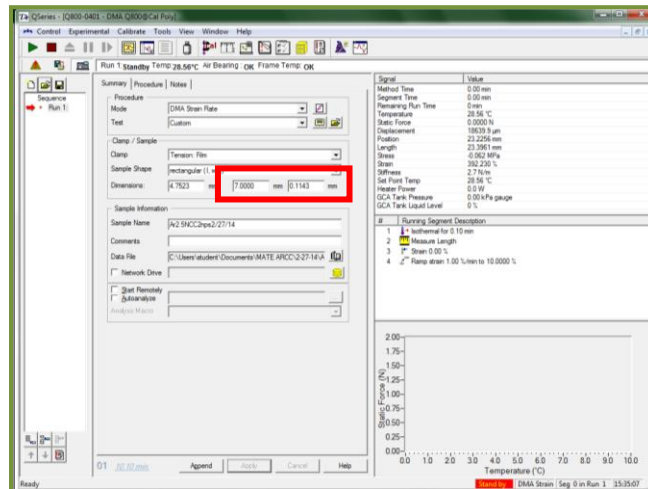 QSeries - [Q800-0401 - DMA Q800@Cal Poly]
Control Experimental Calibrate Tools View Window Help
Run 1 Standby Temp 28.56°C Air Bearing : OK Frame Temp: OK
Sequence
Run 1:
Summary Procedure Notes
Procedure
Mode DMA Strain Rate
Test Custom
Clamp / Sample
Clamp Tension: Film
Sample Shape rectangular (l, w
Dimensions: 4.7523 mm 7.0000 mm 0.1143 mm
Sample Information
Sample Name Ar2.5NCC2nps2/27/14
Comments
Data File C:\Users\student\Documents\MATE ARCC\2-27-14\A
Network Drive
Start Remotely
Autoanalyze
Analysis Macro
01 10.10 min. Append Apply Cancel Help
Signal Value
Method Time 0.00 min
Segment Time 0.00 min
Remaining Run Time 0 min
Temperature 28.56 °C
Static Force 0.0000 N
Displacement 18639.9 µm
Position 23.2256 mm
Length 23.3961 mm
Stress -0.062 MPa
Strain 392.230 %
Stiffness 2.7 N/m
Set Point Temp 28.56 °C
Heater Power 0.0 W
GCA Tank Pressure 0.00 kPa gauge
GCA Tank Liquid Level 0 %
# Running Segment Description
1 Isothermal for 0.10 min
2 Measure Length
3 Strain 0.00 %
4 Ramp strain 1.00 %/min to 10.0000 %
Static Force (N)
2.00
1.75
1.50
1.25
1.00
0.75
0.50
0.25
0.00
0.0 1.0 2.0 3.0 4.0 5.0 6.0 7.0 8.0 9.0 10.0
Temperature (°C)
Ready Stand by DMA Strain Seg 0 in Run 1 15:35:07